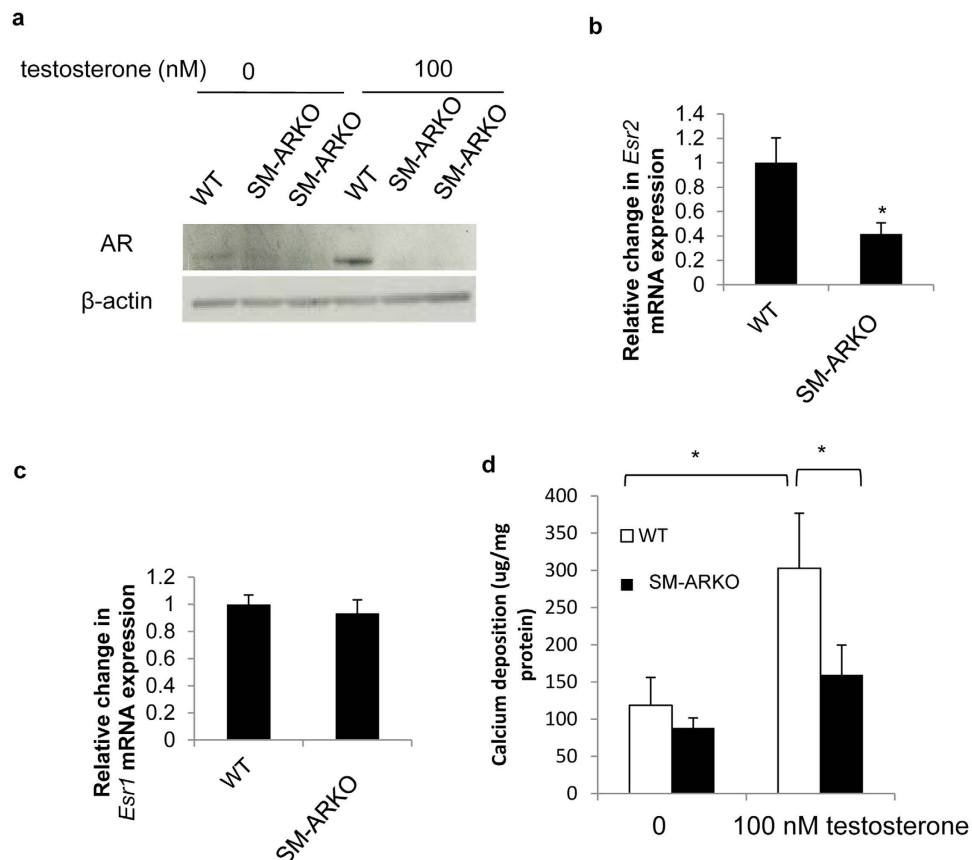 a
testosterone (nM)
0
100
WT
SM-ARKO
SM-ARKO
WT
SM-ARKO
SM-ARKO
AR
β-actin
b
Relative change in Esr2
mRNA expression
1.4
1.2
1
0.8
0.6
0.4
0.2
0
*
WT
SM-ARKO
c
Relative change in
Esr1 mRNA expression
1.2
1
0.8
0.6
0.4
0.2
0
WT
SM-ARKO
d
*
*
Calcium deposition (ug/mg
protein)
400
350
300
250
200
150
100
50
0
WT
SM-ARKO
0
100 nM testosterone